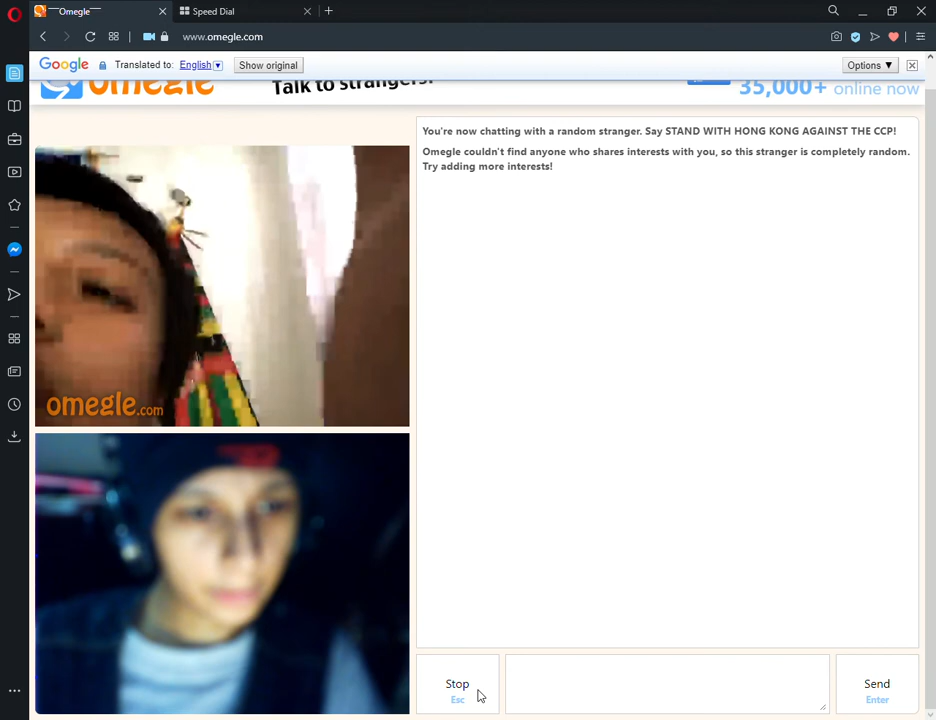 Omegle
Speed Dial
www.omegle.com
Google Translated to: English Show original Options ▼
omegle Talk to strangers! 35,000+ online now
You're now chatting with a random stranger. Say STAND WITH HONG KONG AGAINST THE CCP!
Omegle couldn't find anyone who shares interests with you, so this stranger is completely random.
Try adding more interests!
omegle.com
Stop
Esc
Send
Enter